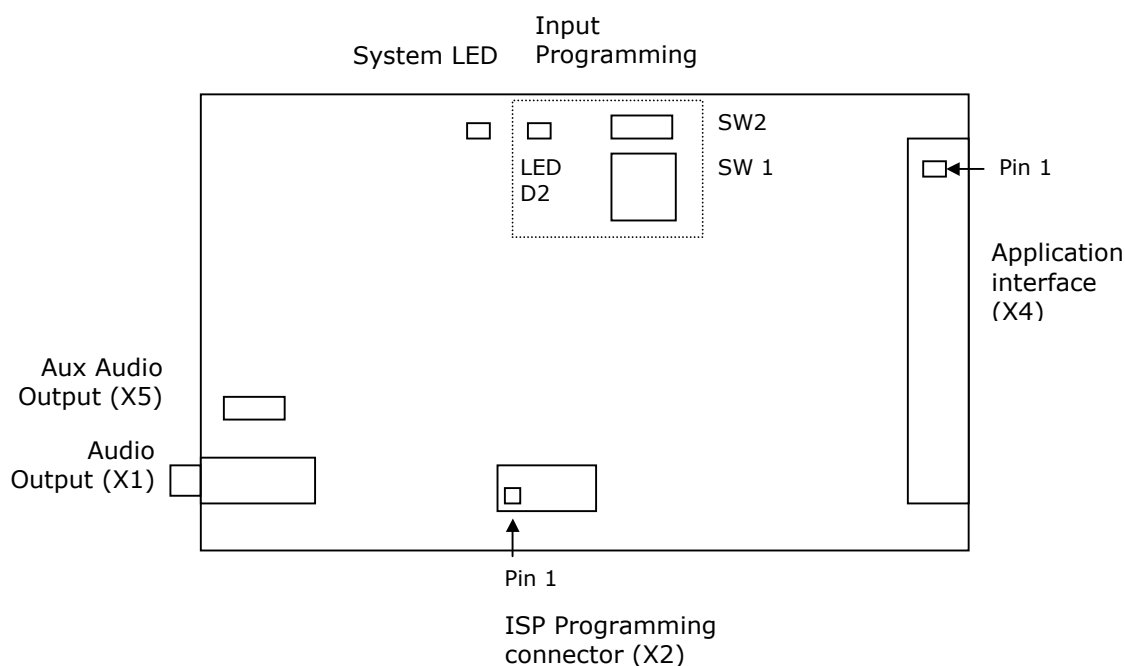 Input
Programming
System LED
SW2
LED
D2
SW 1
Pin 1
Application
interface
(X4)
Aux Audio
Output (X5)
Audio
Output (X1)
Pin 1
ISP Programming
connector (X2)